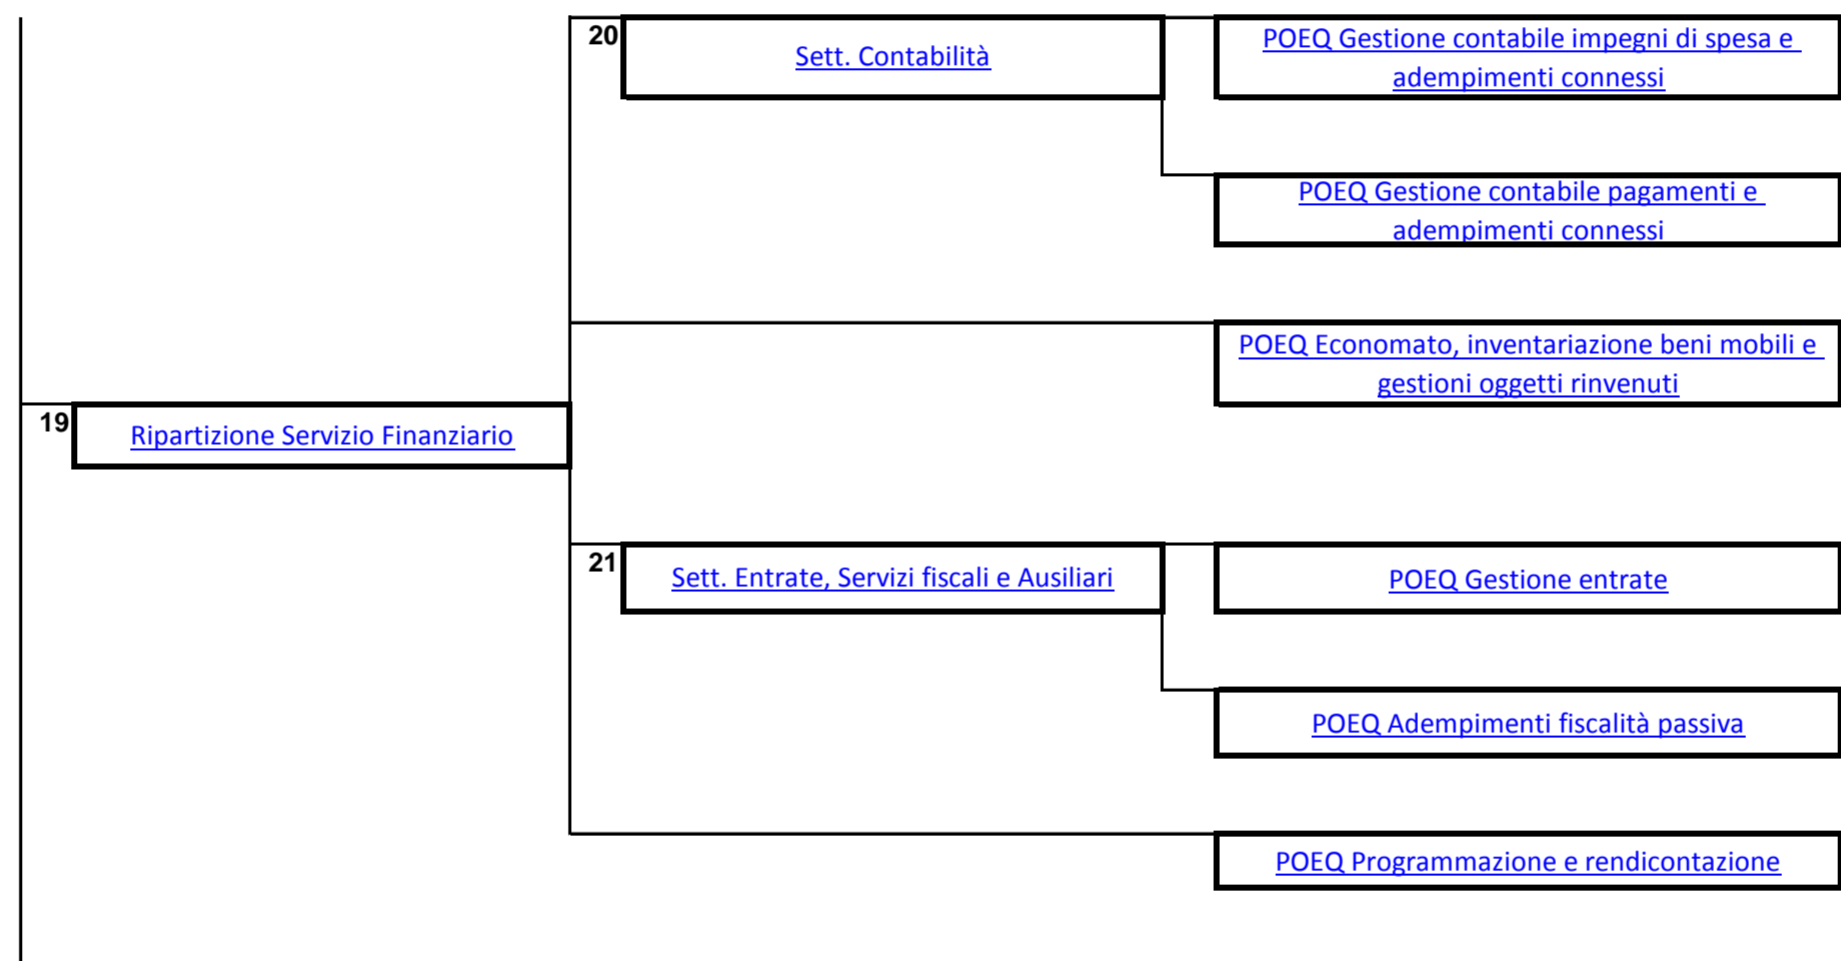 20
Sett. Contabilità
POEQ Gestione contabile impegni di spesa e
adempimenti connessi
POEQ Gestione contabile pagamenti e
adempimenti connessi
POEQ Economato, inventariazione beni mobili e
gestioni oggetti rinvenuti
19
Ripartizione Servizio Finanziario
21
Sett. Entrate, Servizi fiscali e Ausiliari
POEQ Gestione entrate
POEQ Adempimenti fiscalità passiva
POEQ Programmazione e rendicontazione